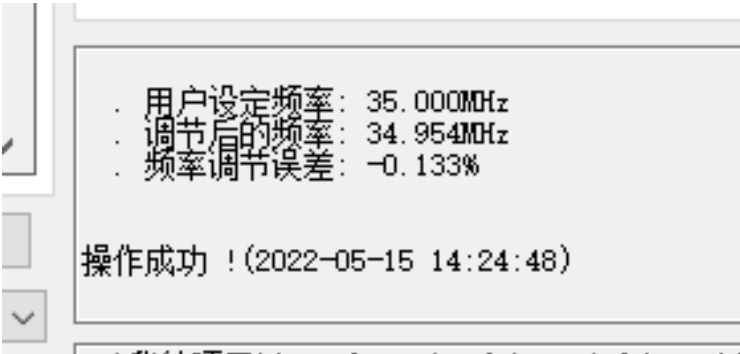 . 用户设定频率: 35.000MHz
. 调节后的频率: 34.954MHz
. 频率调节误差: -0.133%
操作成功 !(2022-05-15 14:24:48)